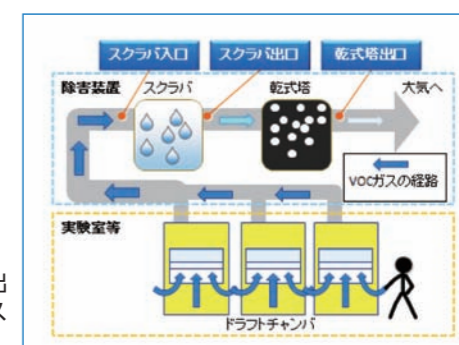 スクラバ入口 スクラバ出口 乾式塔出口
除害装置 スクラバ 乾式塔 大気へ
VOCガスの経路
実験室等
ドラフトチャンバ
出
ス